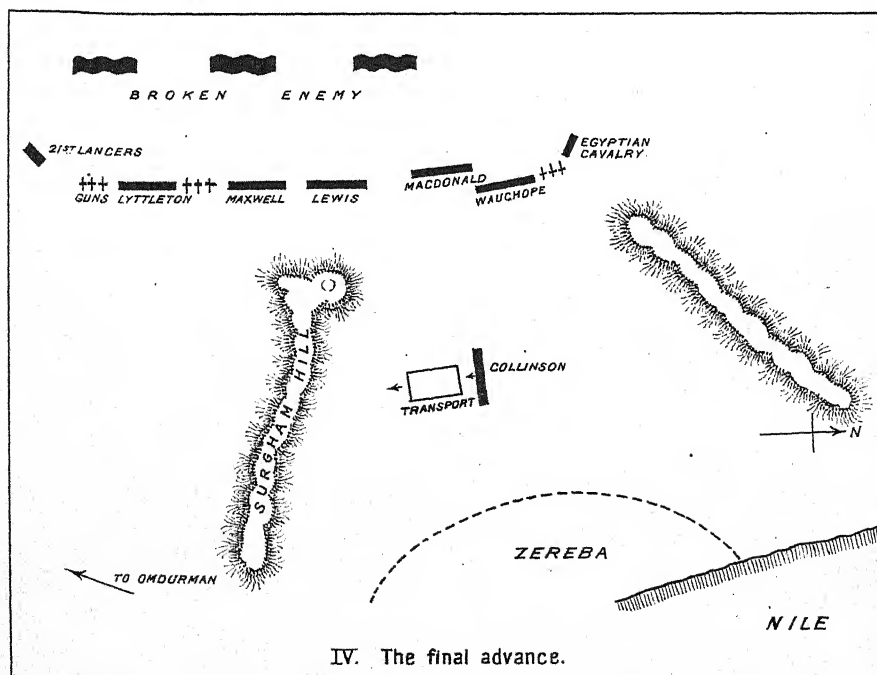 BROKEN ENEMY
21ST LANCERS
EGYPTIAN
CAVALRY
GUNS LYTTLETON MAXWELL LEWIS MACDONALD WAUCHOPE
SURGHAM HILL
COLLINSON
TRANSPORT
N
TO OMDURMAN
ZEREBA
NILE
IV. The final advance.